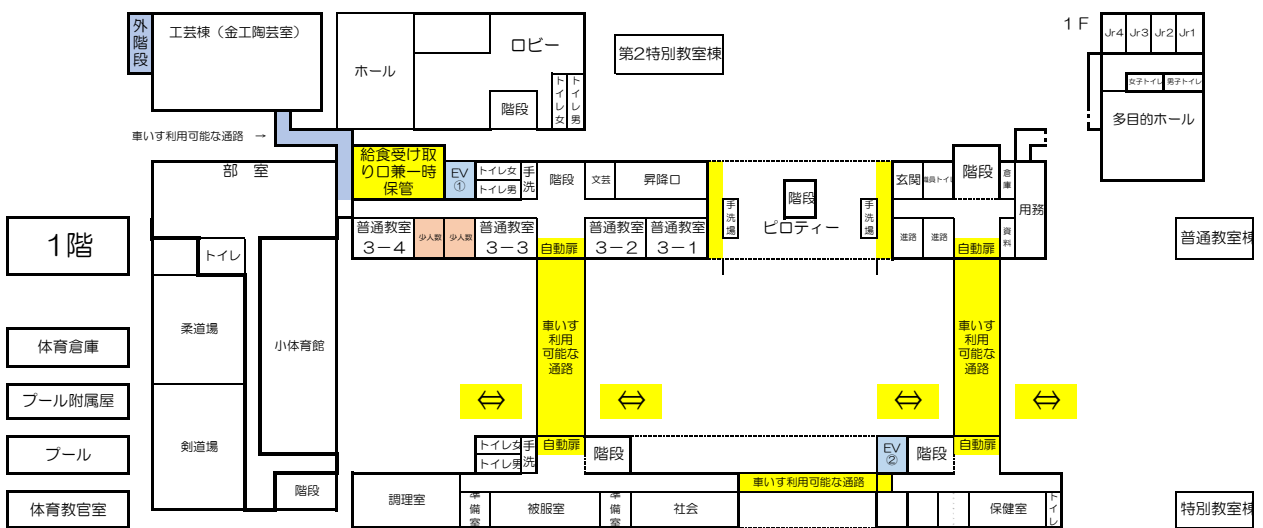 外階段
工芸棟（金工陶芸室）
ホール
ロビー
階段
トイレ女
トイレ男
第2特別教室棟
1F
Jr4 Jr3 Jr2 Jr1
女子トイレ 男子トイレ
多目的ホール
車いす利用可能な通路 →
部 室
給食受け取
り口兼一時
保管
EV
①
トイレ女
トイレ男
手洗
階段
文芸
昇降口
手洗場
階段
ピロティー
手洗場
玄関
職員トイレ
階段
倉庫
用務
1階
トイレ
普通教室
3－4
少人数
少人数
普通教室
3－3
自動扉
普通教室
3－2
普通教室
3－1
進路
進路
自動扉
資料
普通教室棟
柔道場
小体育館
車いす
利用
可能な
通路
車いす
利用
可能な
通路
体育倉庫
プール附属屋
⇔
⇔
⇔
⇔
プール
剣道場
トイレ女
トイレ男
手洗
自動扉
階段
EV
②
階段
自動扉
車いす利用可能な通路
体育教官室
階段
調理室
準備室
被服室
準備室
社会
保健室
トイレ
特別教室棟